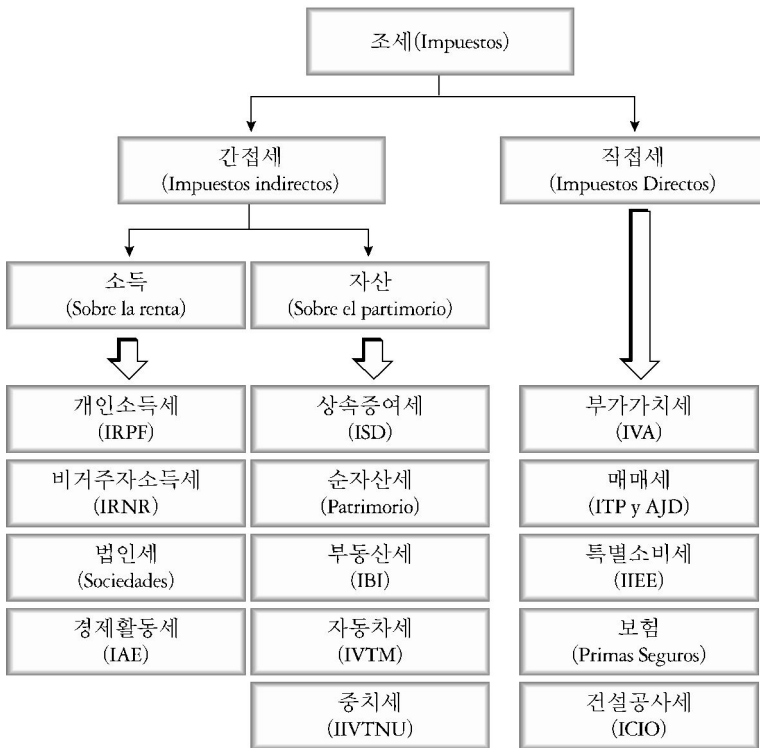 조세(Impuestos)
간접세
(Impuestos indirectos)
직접세
(Impuestos Directos)
소득
(Sobre la renta)
자산
(Sobre el partimorio)
개인소득세
(IRPF)
상속증여세
(ISD)
부가가치세
(IVA)
비거주자소득세
(IRNR)
순자산세
(Patrimorio)
매매세
(ITP y AJD)
법인세
(Sociedades)
부동산세
(IBI)
특별소비세
(IIEE)
경제활동세
(IAE)
자동차세
(IVTM)
보험
(Primas Seguros)
중치세
(IIVTNU)
건설공사세
(ICIO)